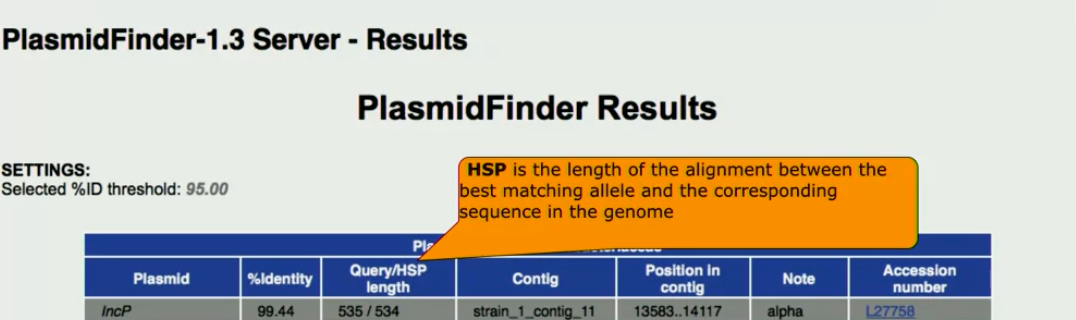 PlasmidFinder-1.3 Server - Results
PlasmidFinder Results
SETTINGS:
Selected %ID threshold: 95.00
HSP is the length of the alignment between the
best matching allele and the corresponding
sequence in the genome
Plasmid %Identity Query/HSP length Contig Position in contig Note Accession number
IncP 99.44 535 / 534 strain_1_contig_11 13583..14117 alpha L27758